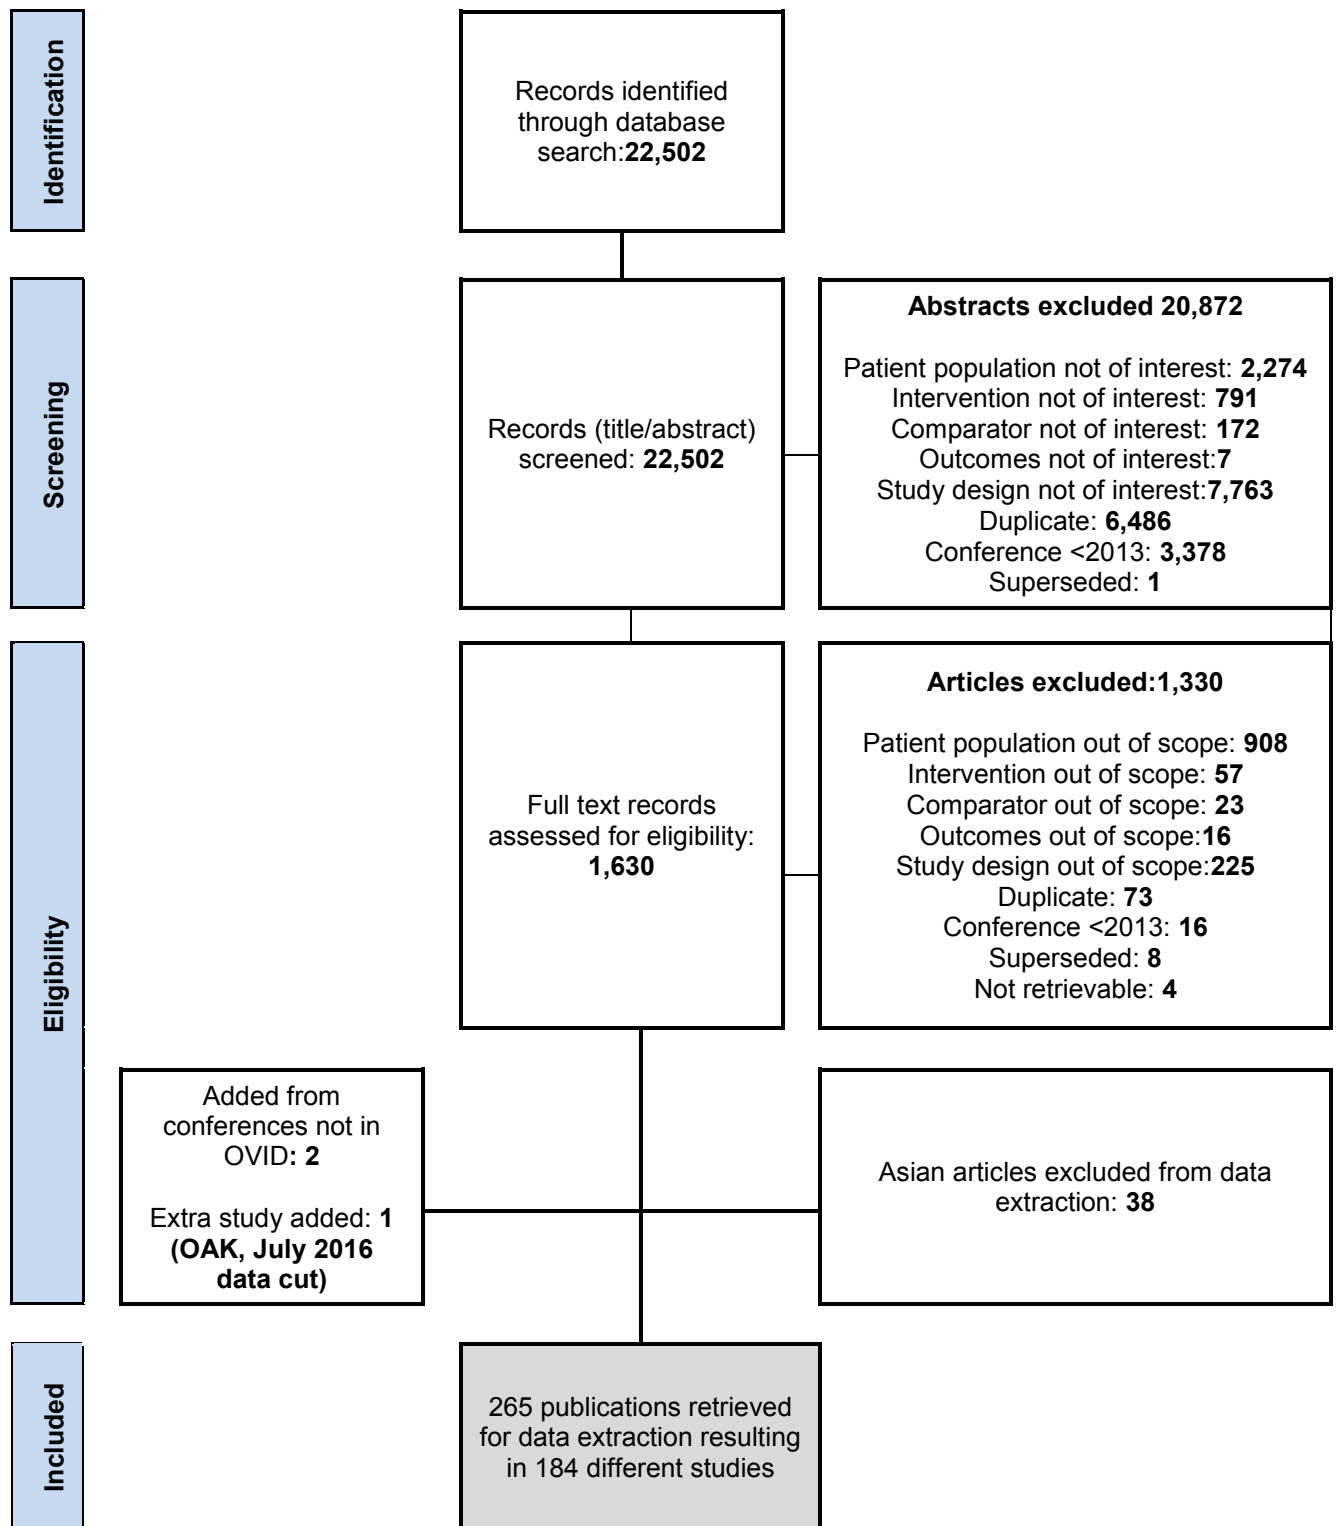 Identification
Records identified
through database
search:22,502
Screening
Records (title/abstract)
screened: 22,502
Abstracts excluded 20,872
Patient population not of interest: 2,274
Intervention not of interest: 791
Comparator not of interest: 172
Outcomes not of interest:7
Study design not of interest:7,763
Duplicate: 6,486
Conference <2013: 3,378
Superseded: 1
Eligibility
Full text records
assessed for eligibility:
1,630
Articles excluded:1,330
Patient population out of scope: 908
Intervention out of scope: 57
Comparator out of scope: 23
Outcomes out of scope:16
Study design out of scope:225
Duplicate: 73
Conference <2013: 16
Superseded: 8
Not retrievable: 4
Added from
conferences not in
OVID: 2
Extra study added: 1
(OAK, July 2016
data cut)
Asian articles excluded from data
extraction: 38
Included
265 publications retrieved
for data extraction resulting
in 184 different studies